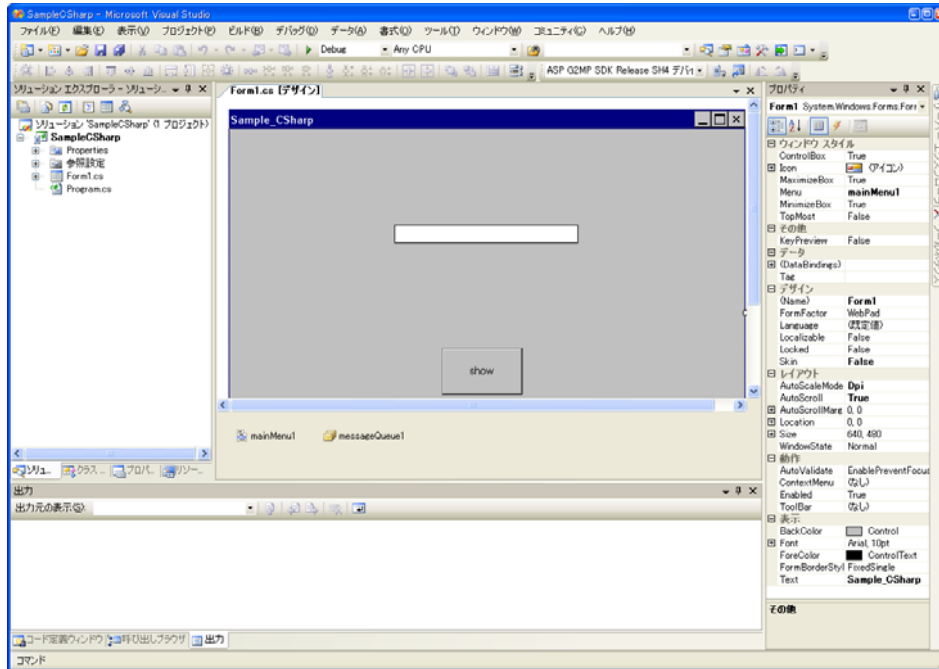 SampleCSharp - Microsoft Visual Studio
ファイル(F) 編集(E) 表示(V) プロジェクト(P) ビルド(B) デバッグ(D) データ(A) 書式(O) ツール(T) ウィンドウ(W) コミュニティ(C) ヘルプ(H)
Debug Any CPU
ASP G2MP SDK Release SH4 デバイ
ソリューション エクスプローラ - ソリューシ...
ソリューション 'SampleCSharp' (1 プロジェクト)
SampleCSharp
Properties
参照設定
Form1.cs
Program.cs
ソリュ... クラス... プロパ... リソー...
Form1.cs [デザイン]
Sample_CSharp
show
mainMenu1 messageQueue1
プロパティ
Form1 System.Windows.Forms.Forr
ウィンドウ スタイル
ControlBox True
Icon (アイコン)
MaximizeBox True
Menu mainMenu1
MinimizeBox True
TopMost False
その他
KeyPreview False
データ
(DataBindings)
Tag
デザイン
(Name) Form1
FormFactor WebPad
Language (既定値)
Localizable False
Locked False
Skin False
レイアウト
AutoScaleMode Dpi
AutoScroll True
AutoScrollMarg 0, 0
Location 0, 0
Size 640, 480
WindowState Normal
動作
AutoValidate EnablePreventFocus
ContextMenu (なし)
Enabled True
ToolBar (なし)
表示
BackColor Control
Font Arial, 10pt
ForeColor ControlText
FormBorderStyl FixedSingle
Text Sample_CSharp
その他
出力
出力元の表示(S):
コード定義ウィンドウ 呼び出しブラウザ 出力
コマンド